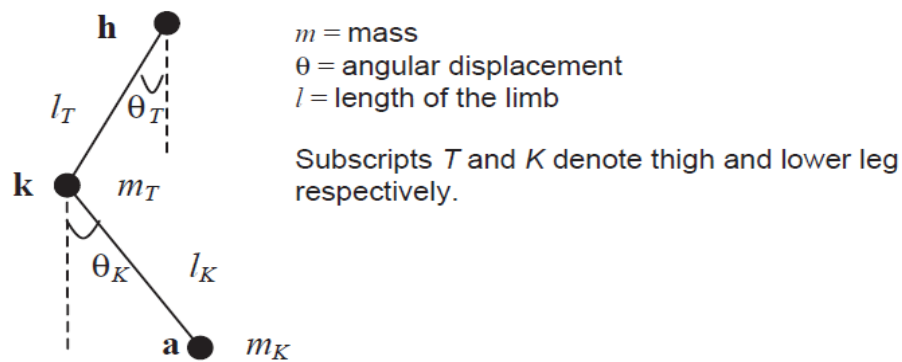 h
m = mass
θ = angular displacement
l = length of the limb
l_T
θ_T
Subscripts T and K denote thigh and lower leg
respectively.
k
m_T
θ_K
l_K
a
m_K